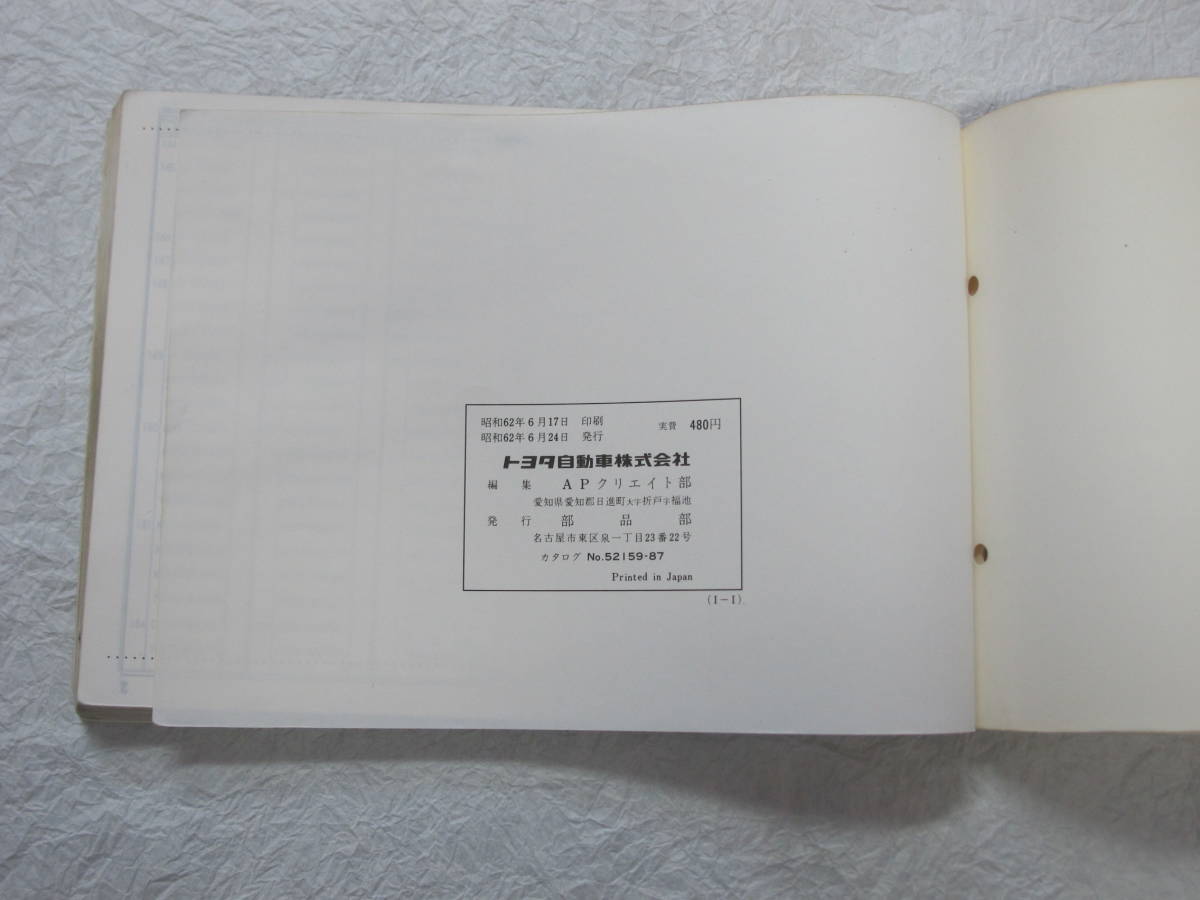 昭和62年6月17日 印刷 実費 480円
昭和62年6月24日 発行
トヨタ自動車株式会社
編集 APクリエイト部
愛知県愛知郡日進町大字折戸字福池
発行 部品部
名古屋市東区泉一丁目23番22号
カタログ No.52159-87
Printed in Japan
(1-1)